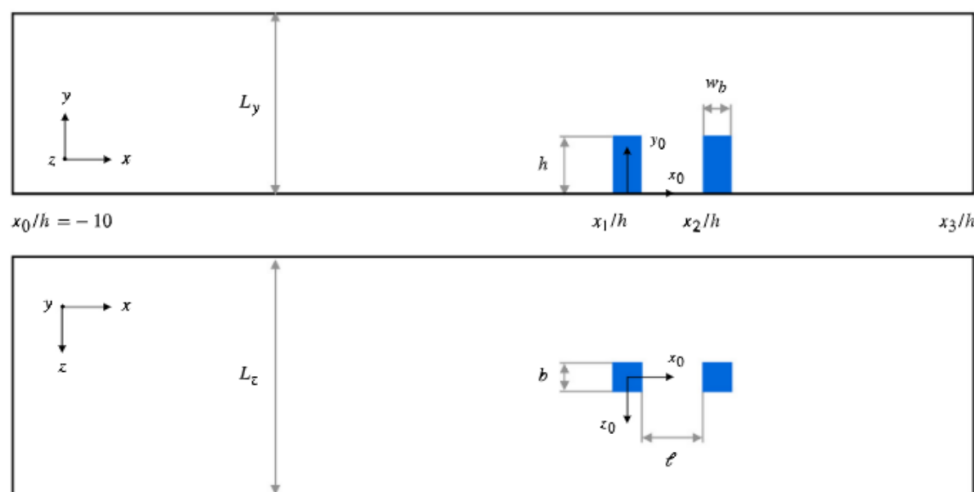 y
z x
L_y
h
y_0
x_0
w_b
x_0/h = − 10 x_1/h x_2/h x_3/h
y x
z
L_z
b
x_0
z_0
ℓ